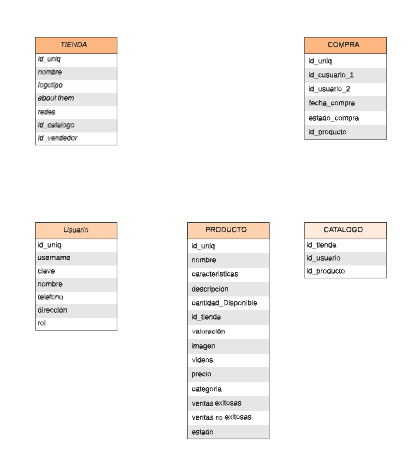 TIENDA
id_uniq
nombre
logotipo
about them
redes
id_catalogo
id_vendedor
COMPRA
id_uniq
id_cusuario_1
id_usuario_2
fecha_compra
estado_compra
id_producto
Usuario
id_uniq
username
clave
nombre
telefono
dirección
rol
PRODUCTO
id_uniq
nombre
caracteristicas
descripción
cantidad_Disponible
id_tienda
valoración
imagen
videos
precio
categoria
ventas exitosas
ventas no exitosas
estado
CATALOGO
id_tienda
id_usuario
id_producto